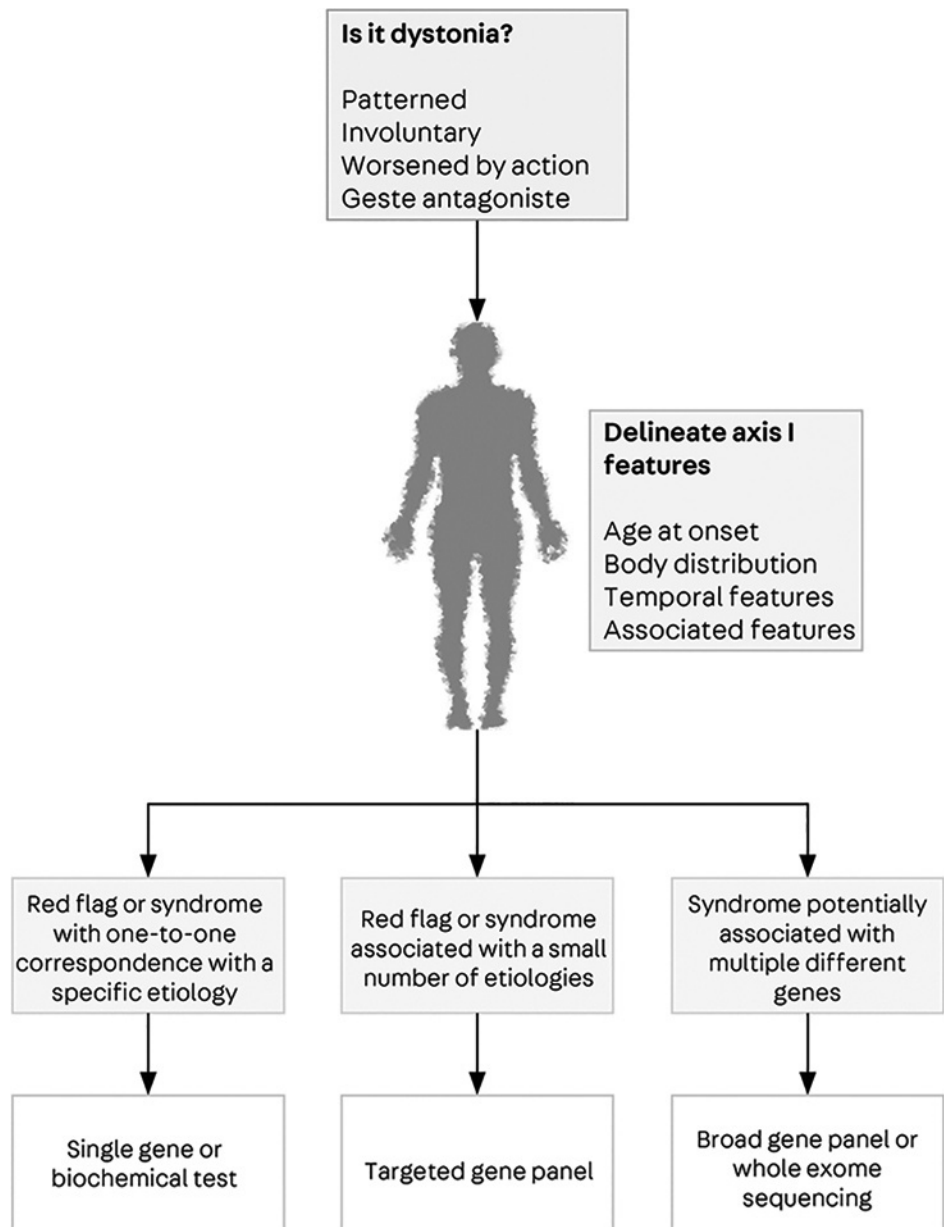 Is it dystonia?
Patterned
Involuntary
Worsened by action
Geste antagoniste
Delineate axis I
features
Age at onset
Body distribution
Temporal features
Associated features
Red flag or syndrome
with one-to-one
correspondence with a
specific etiology
Red flag or syndrome
associated with a small
number of etiologies
Syndrome potentially
associated with
multiple different
genes
Single gene or
biochemical test
Targeted gene panel
Broad gene panel or
whole exome
sequencing